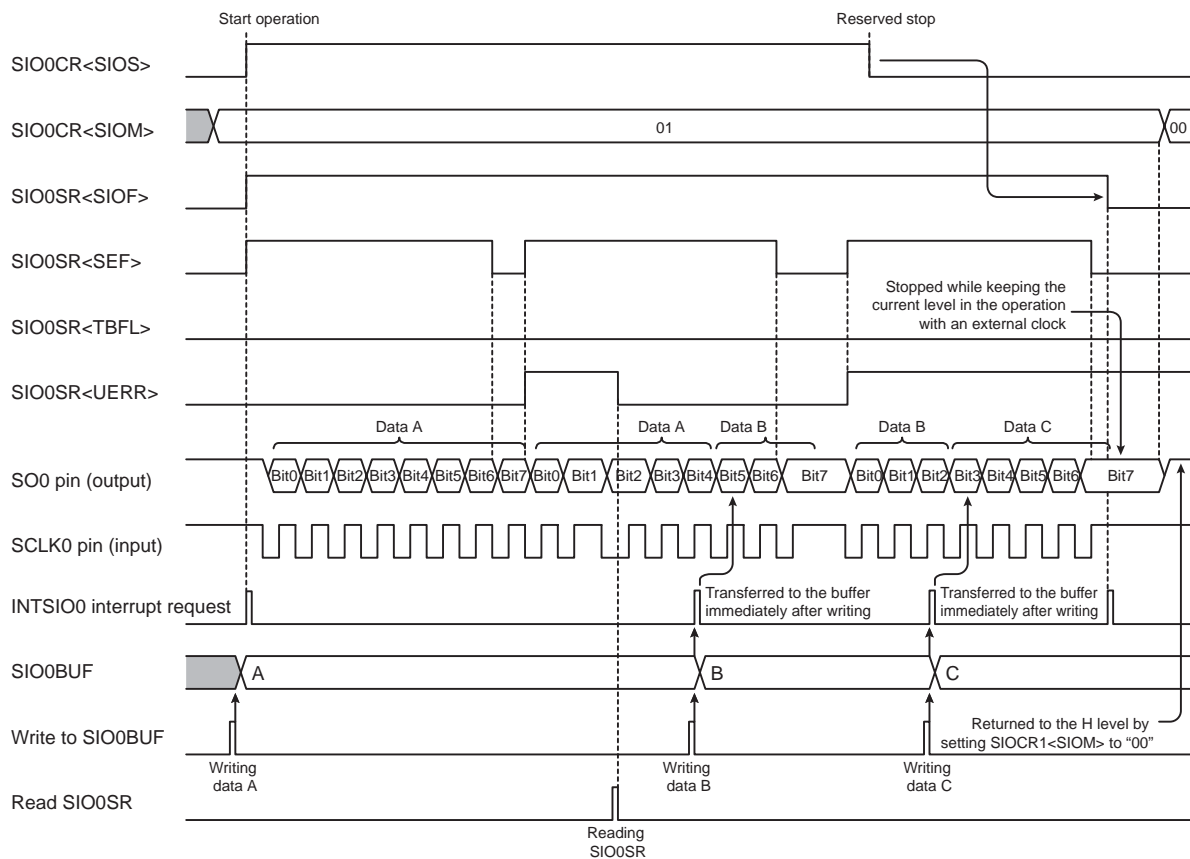 Start operation
Reserved stop
SIO0CR<SIOS>
SIO0CR<SIOM>
01
00
SIO0SR<SIOF>
SIO0SR<SEF>
Stopped while keeping the
current level in the operation
with an external clock
SIO0SR<TBFL>
SIO0SR<UERR>
Data A
Data A
Data B
Data B
Data C
SO0 pin (output)
Bit0 Bit1 Bit2 Bit3 Bit4 Bit5 Bit6 Bit7 Bit0 Bit1 Bit2 Bit3 Bit4 Bit5 Bit6 Bit7 Bit0 Bit1 Bit2 Bit3 Bit4 Bit5 Bit6 Bit7
SCLK0 pin (input)
INTSIO0 interrupt request
Transferred to the buffer
immediately after writing
Transferred to the buffer
immediately after writing
SIO0BUF
A
B
C
Write to SIO0BUF
Returned to the H level by
setting SIOCR1<SIOM> to “00”
Writing
data A
Writing
data B
Writing
data C
Read SIO0SR
Reading
SIO0SR